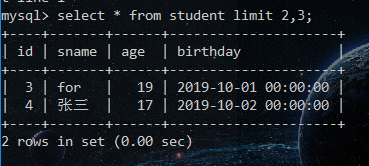 mysql> select * from student limit 2,3;
+----+-------+------+---------------------+
| id | sname | age | birthday |
+----+-------+------+---------------------+
| 3 | for | 19 | 2019-10-01 00:00:00 |
| 4 | 张三 | 17 | 2019-10-02 00:00:00 |
+----+-------+------+---------------------+
2 rows in set (0.00 sec)